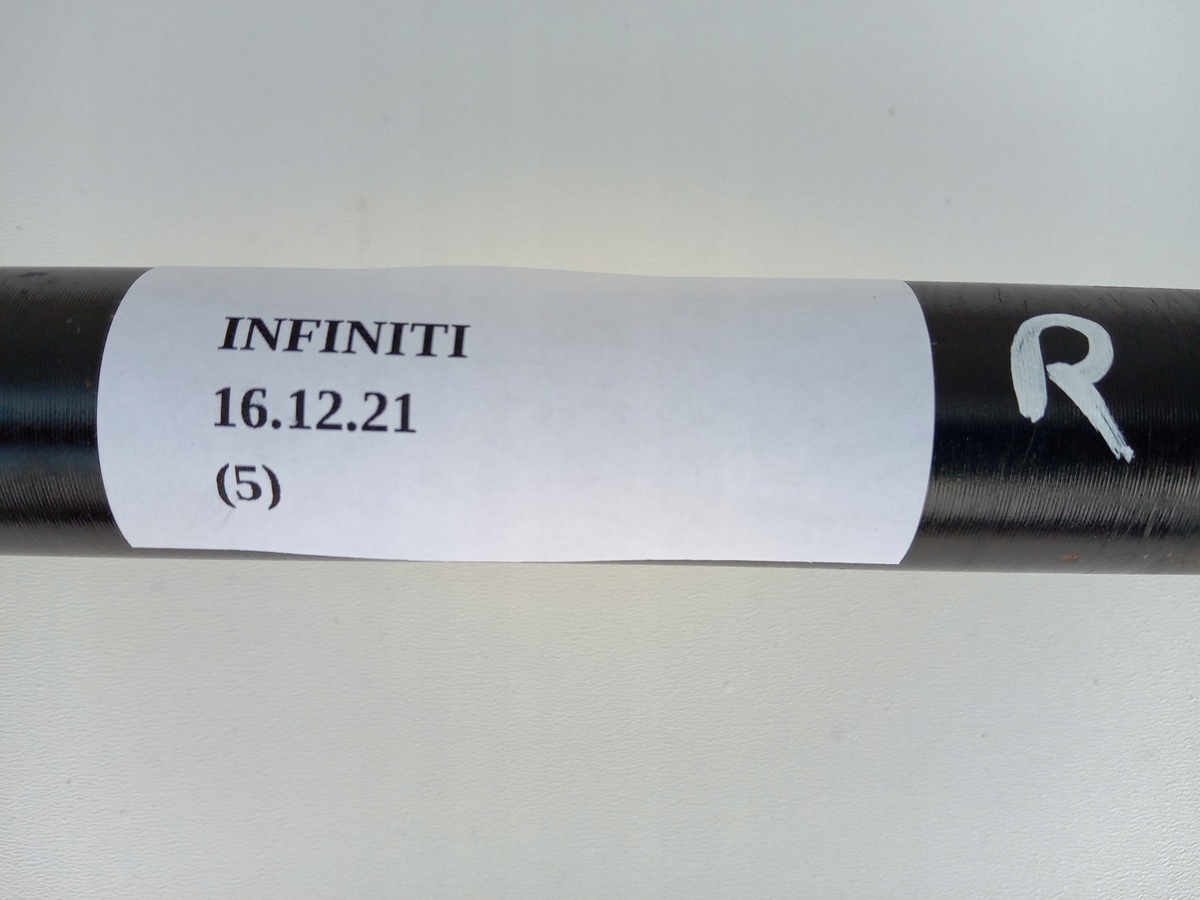 INFINITI
16.12.21
(5)
R